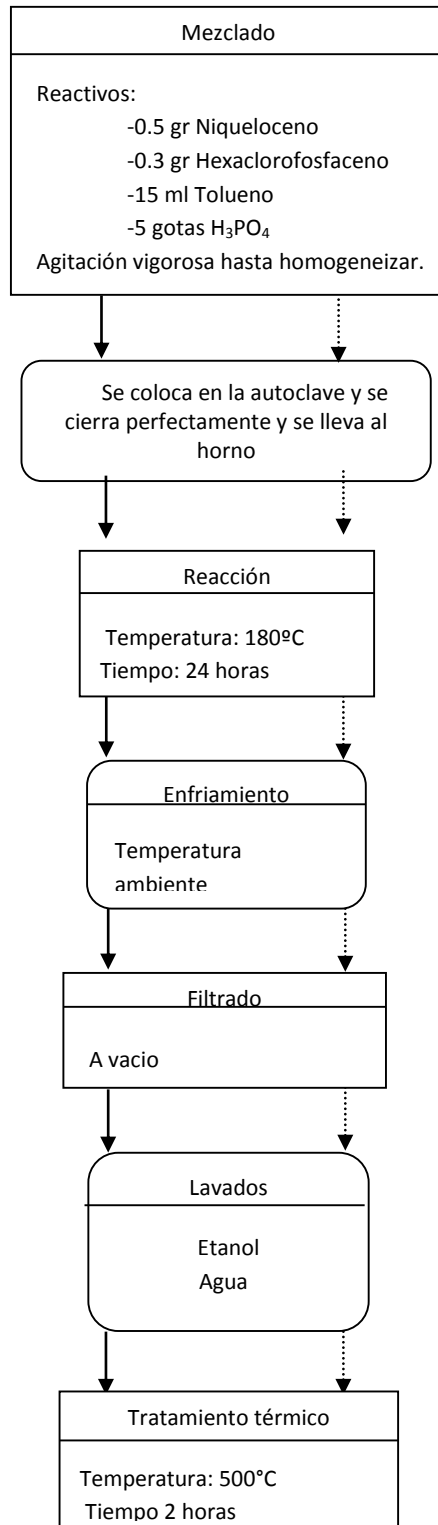 Mezclado
Reactivos:
-0.5 gr Niqueloceno
-0.3 gr Hexaclorofosfaceno
-15 ml Tolueno
-5 gotas H₃PO₄
Agitación vigorosa hasta homogeneizar.
Se coloca en la autoclave y se
cierra perfectamente y se lleva al
horno
Reacción
Temperatura: 180ºC
Tiempo: 24 horas
Enfriamiento
Temperatura
ambiente
Filtrado
A vacio
Lavados
Etanol
Agua
Tratamiento térmico
Temperatura: 500°C
Tiempo 2 horas